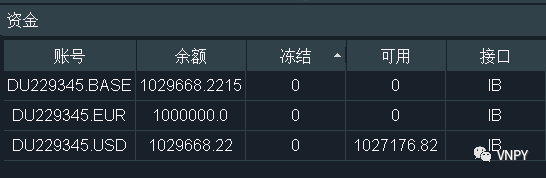 资金
账号 余额 冻结 可用 接口
DU229345.BASE 1029668.2215 0 0 IB
DU229345.EUR 1000000.0 0 0 IB
DU229345.USD 1029668.22 0 1027176.82 IB
VNPY